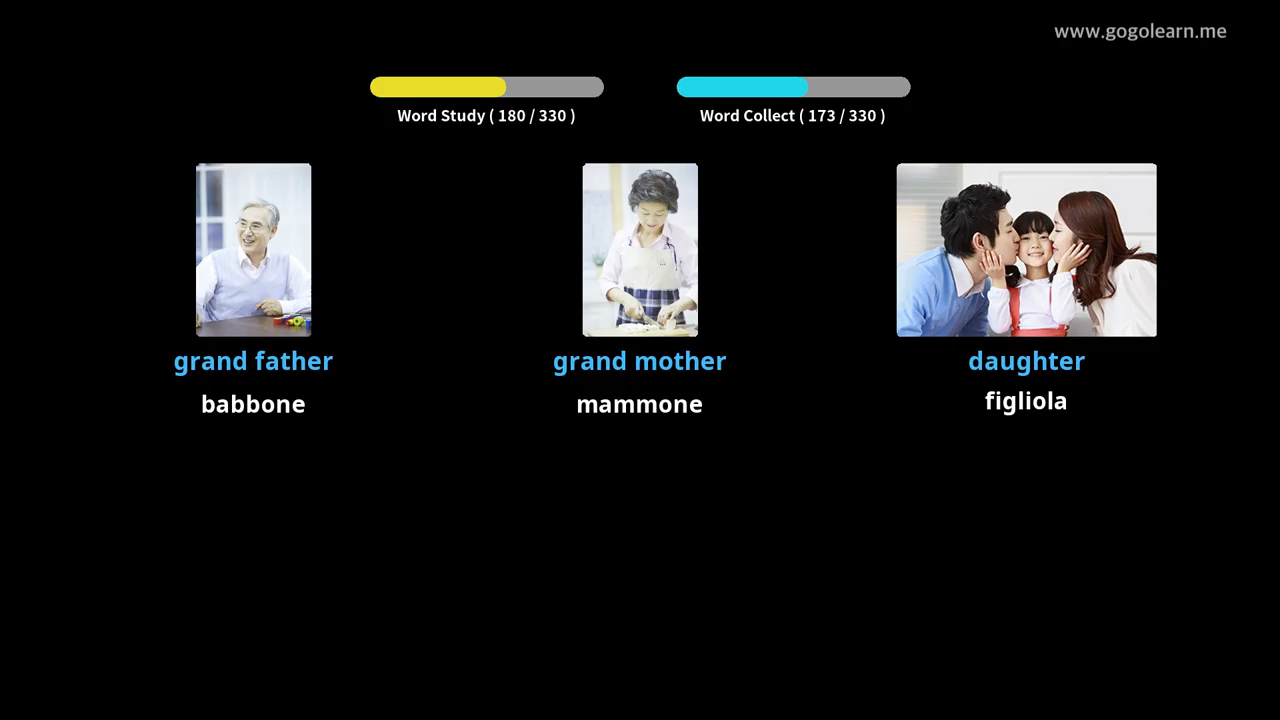 www.gogolearn.me
Word Study ( 180 / 330 )
Word Collect ( 173 / 330 )
grand father
grand mother
daughter
babbone
mammone
figliola